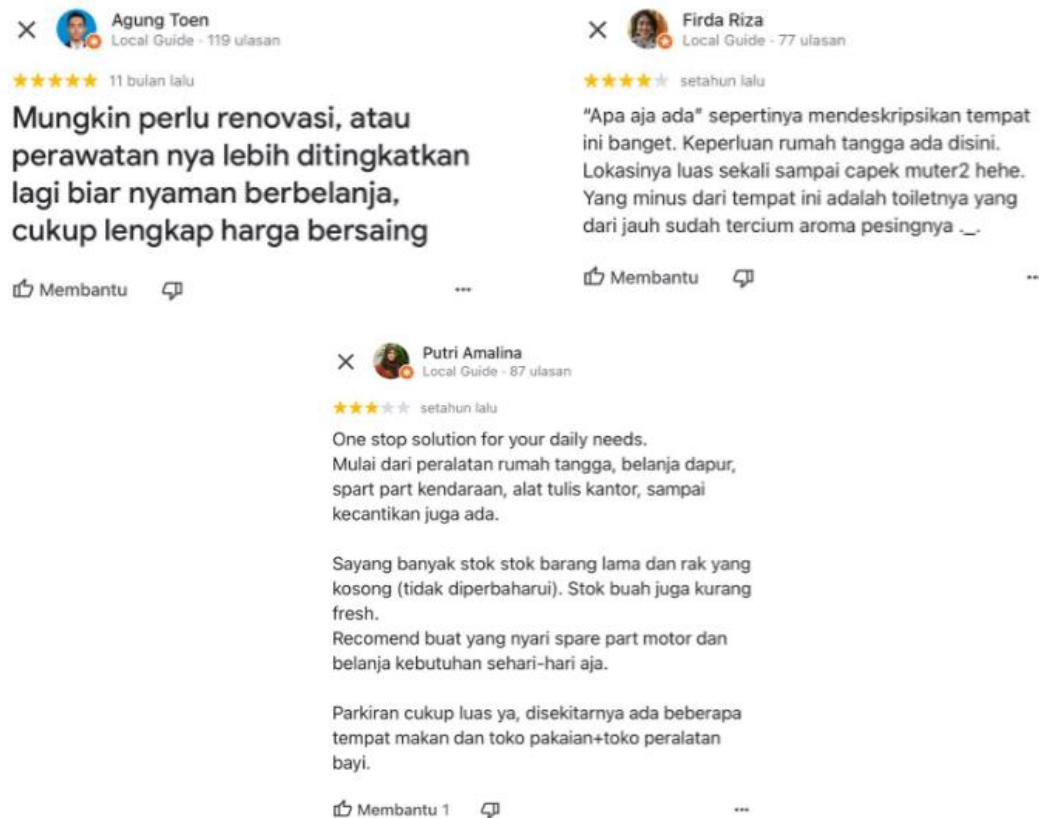 Agung Toen
Local Guide - 119 ulasan
11 bulan lalu
Mungkin perlu renovasi, atau
perawatan nya lebih ditingkatkan
lagi biar nyaman berbelanja,
cukup lengkap harga bersaing
Membantu
Firda Riza
Local Guide - 77 ulasan
setahun lalu
"Apa aja ada" sepertinya mendeskripsikan tempat
ini banget. Keperluan rumah tangga ada disini.
Lokasinya luas sekali sampai capek muter2 hehe.
Yang minus dari tempat ini adalah toiletnya yang
dari jauh sudah tercium aroma pesingnya ._.
Membantu
Putri Amalina
Local Guide - 87 ulasan
setahun lalu
One stop solution for your daily needs.
Mulai dari peralatan rumah tangga, belanja dapur,
spart part kendaraan, alat tulis kantor, sampai
kecantikan juga ada.
Sayang banyak stok stok barang lama dan rak yang
kosong (tidak diperbaharui). Stok buah juga kurang
fresh.
Recomend buat yang nyari spare part motor dan
belanja kebutuhan sehari-hari aja.
Parkiran cukup luas ya, disekitarnya ada beberapa
tempat makan dan toko pakaian+toko peralatan
bayi.
Membantu 1